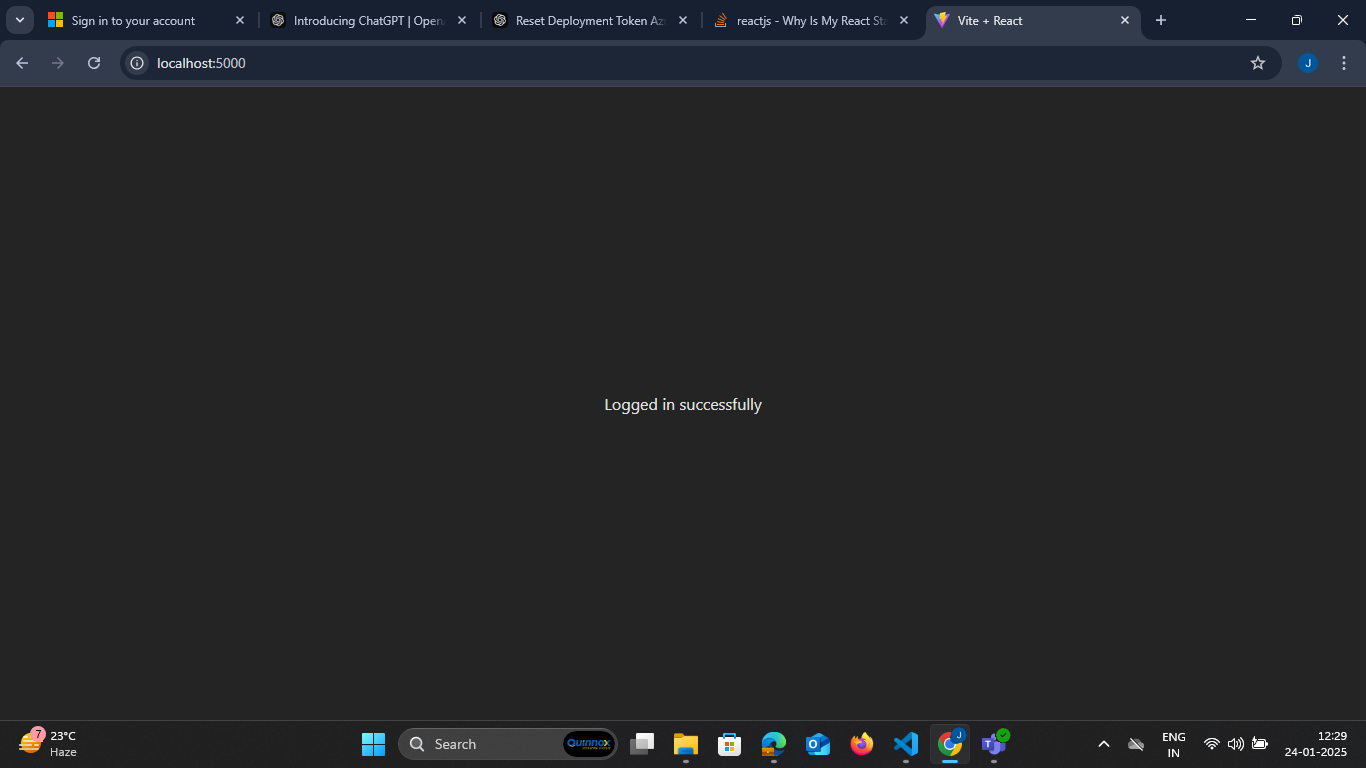 Sign in to your account
Introducing ChatGPT | Open
Reset Deployment Token Az
reactjs - Why Is My React Sta
Vite + React
localhost:5000
J
Logged in successfully
7
23°C
Haze
Search
Qutnnox
J
ENG
IN
12:29
24-01-2025